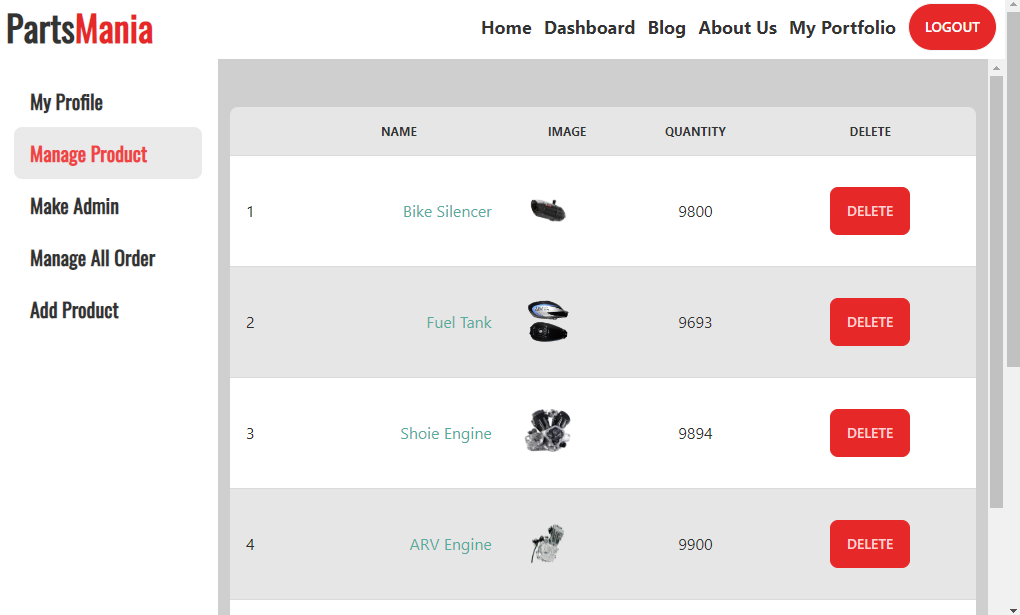 PartsMania
Home Dashboard Blog About Us My Portfolio LOGOUT
My Profile
Manage Product
Make Admin
Manage All Order
Add Product
NAME IMAGE QUANTITY DELETE
1 Bike Silencer 9800 DELETE
2 Fuel Tank 9693 DELETE
3 Shoie Engine 9894 DELETE
4 ARV Engine 9900 DELETE